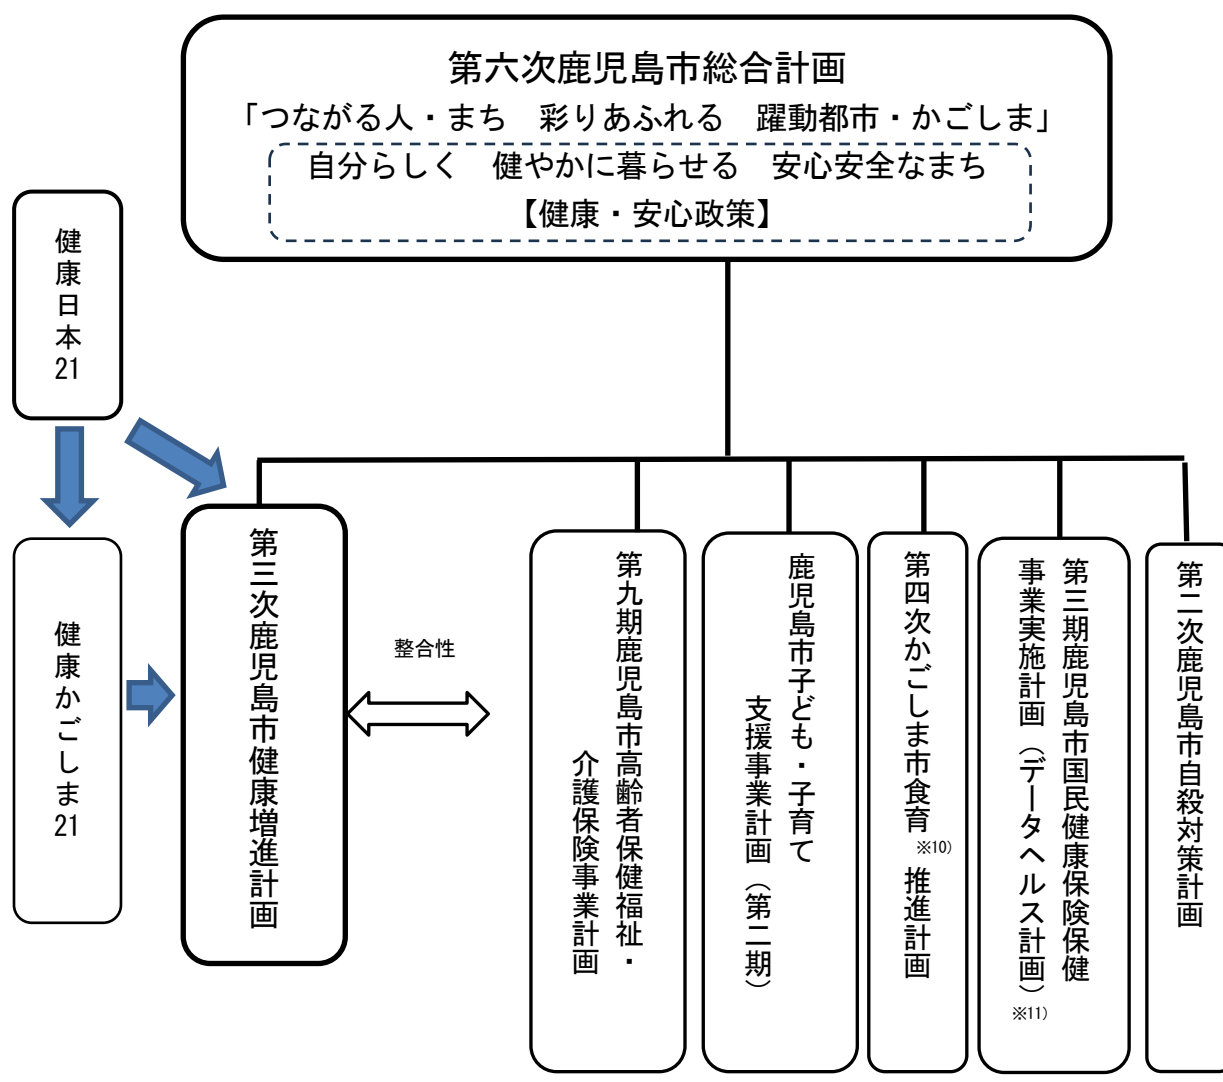 第六次鹿児島市総合計画
「つながる人・まち　彩りあふれる　躍動都市・かごしま」
自分らしく　健やかに暮らせる　安心安全なまち
【健康・安心政策】
健康日本21
健康かごしま21
第三次鹿児島市健康増進計画
整合性
第九期鹿児島市高齢者保健福祉・
介護保険事業計画
鹿児島市子ども・子育て
支援事業計画（第二期）
第四次かごしま市食育※10）推進計画
第三期鹿児島市国民健康保険保健
事業実施計画（データヘルス計画）※11）
第二次鹿児島市自殺対策計画